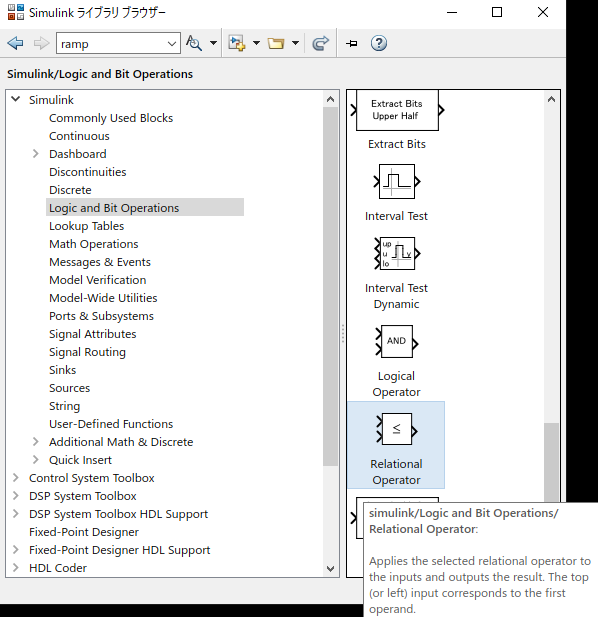 Simulink ライブラリ ブラウザー
ramp
Simulink/Logic and Bit Operations
Simulink
Commonly Used Blocks
Continuous
Dashboard
Discontinuities
Discrete
Logic and Bit Operations
Lookup Tables
Math Operations
Messages & Events
Model Verification
Model-Wide Utilities
Ports & Subsystems
Signal Attributes
Signal Routing
Sinks
Sources
String
User-Defined Functions
Additional Math & Discrete
Quick Insert
Control System Toolbox
DSP System Toolbox
DSP System Toolbox HDL Support
Fixed-Point Designer
Fixed-Point Designer HDL Support
HDL Coder
Extract Bits
Upper Half
Extract Bits
Interval Test
up
u y
lo
Interval Test
Dynamic
AND
Logical
Operator
≤
Relational
Operator
simulink/Logic and Bit Operations/
Relational Operator:
Applies the selected relational operator to
the inputs and outputs the result. The top
(or left) input corresponds to the first
operand.